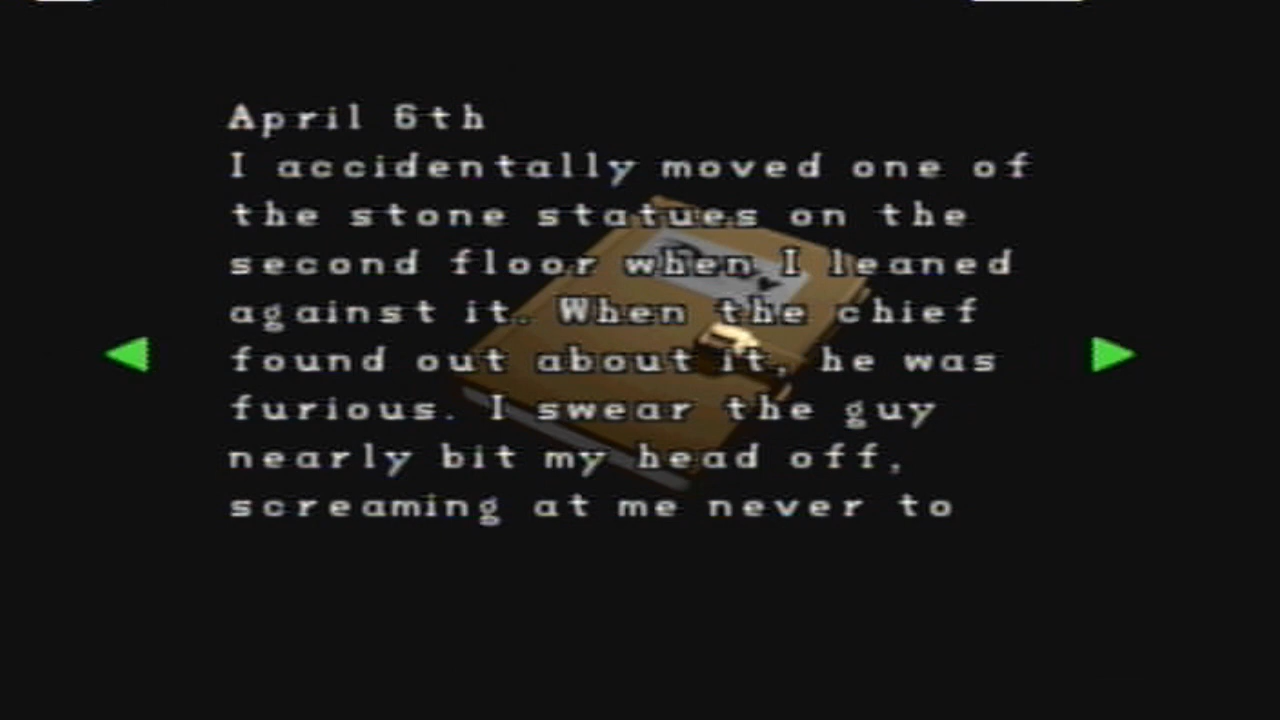 April 6th
I accidentally moved one of
the stone statues on the
second floor when I leaned
against it. When the chief
found out about it, he was
furious. I swear the guy
nearly bit my head off,
screaming at me never to
Diary